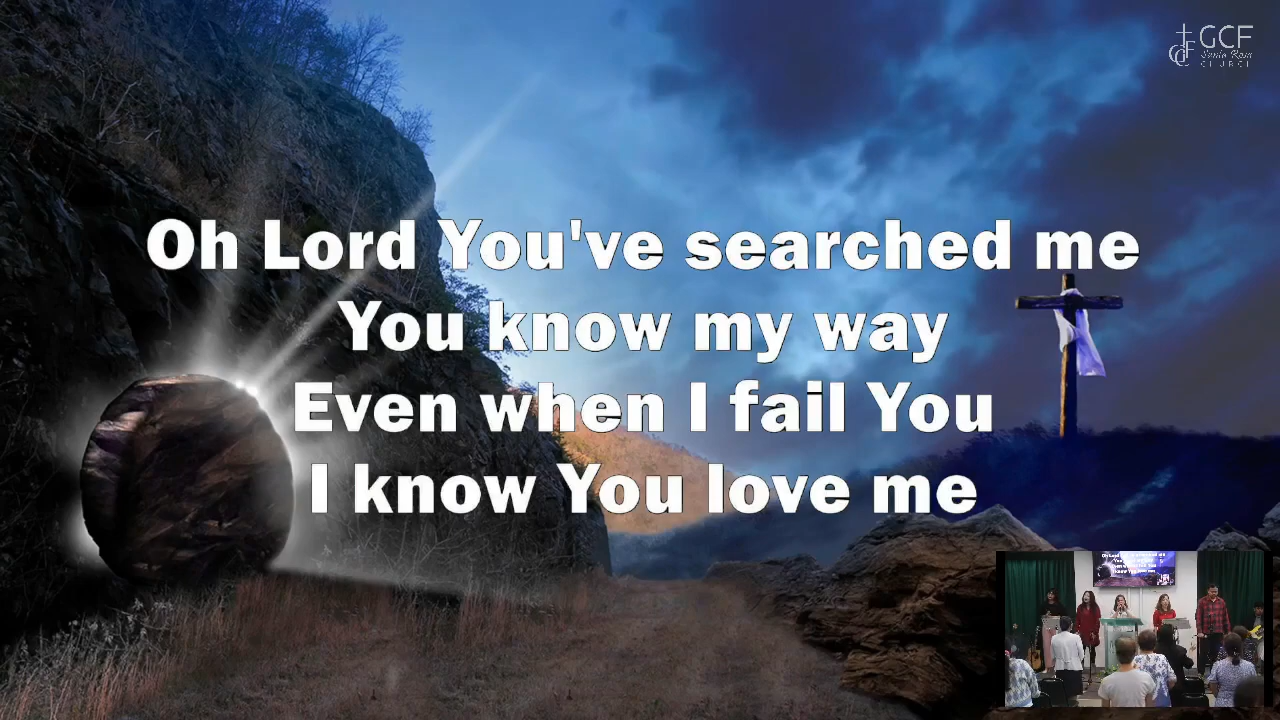 GCF
Santa Rosa
CHURCH
Oh Lord You've searched me
You know my way
Even when I fail You
I know You love me